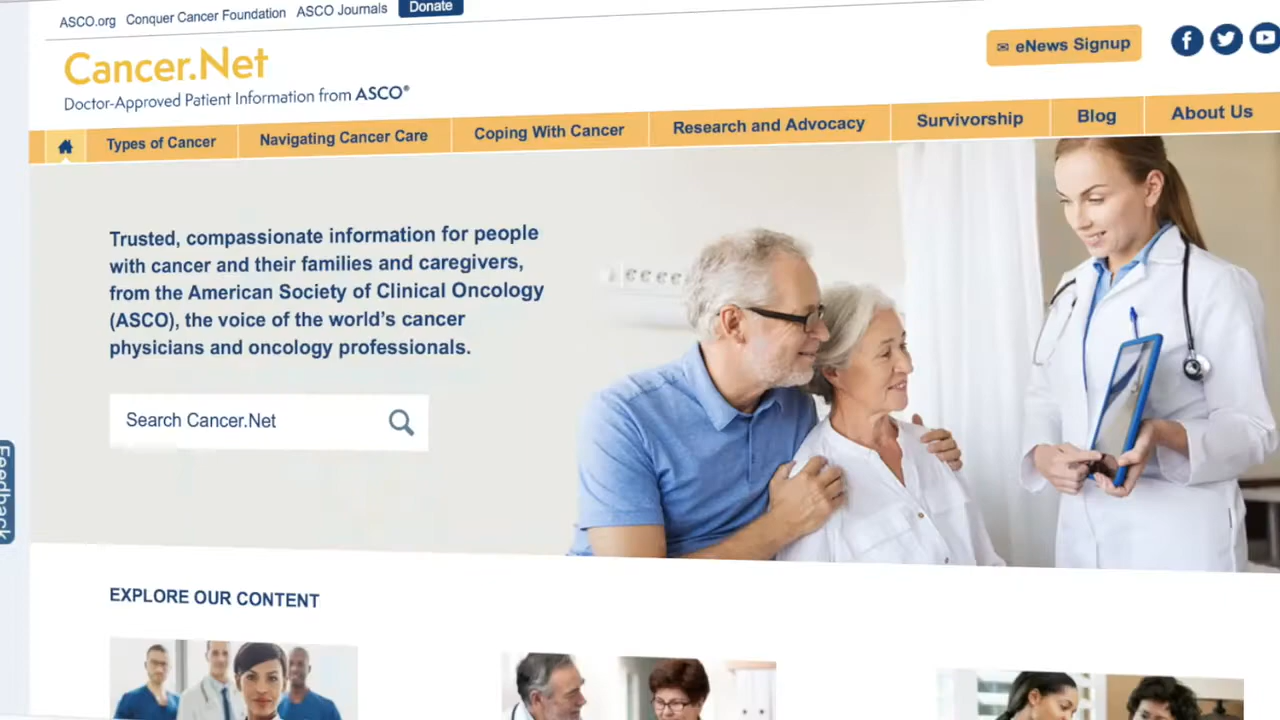 ASCO.org Conquer Cancer Foundation ASCO Journals Donate
Cancer.Net
Doctor-Approved Patient Information from ASCO®
eNews Signup
Types of Cancer Navigating Cancer Care Coping With Cancer Research and Advocacy Survivorship Blog About Us
Trusted, compassionate information for people
with cancer and their families and caregivers,
from the American Society of Clinical Oncology
(ASCO), the voice of the world's cancer
physicians and oncology professionals.
Search Cancer.Net
Feedback
EXPLORE OUR CONTENT